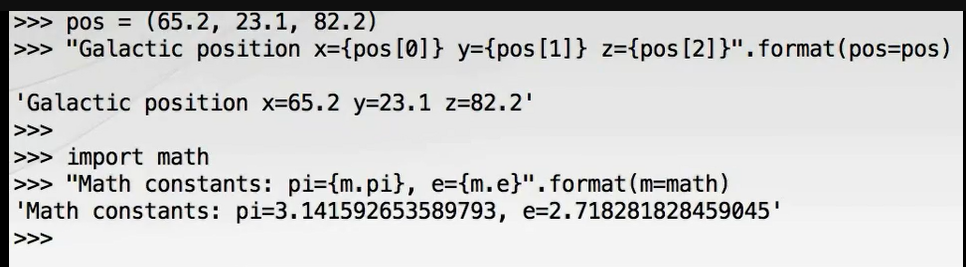 >>> pos = (65.2, 23.1, 82.2)
>>> "Galactic position x={pos[0]} y={pos[1]} z={pos[2]}".format(pos=pos)
'Galactic position x=65.2 y=23.1 z=82.2'
>>>
>>> import math
>>> "Math constants: pi={m.pi}, e={m.e}".format(m=math)
'Math constants: pi=3.141592653589793, e=2.718281828459045'
>>>